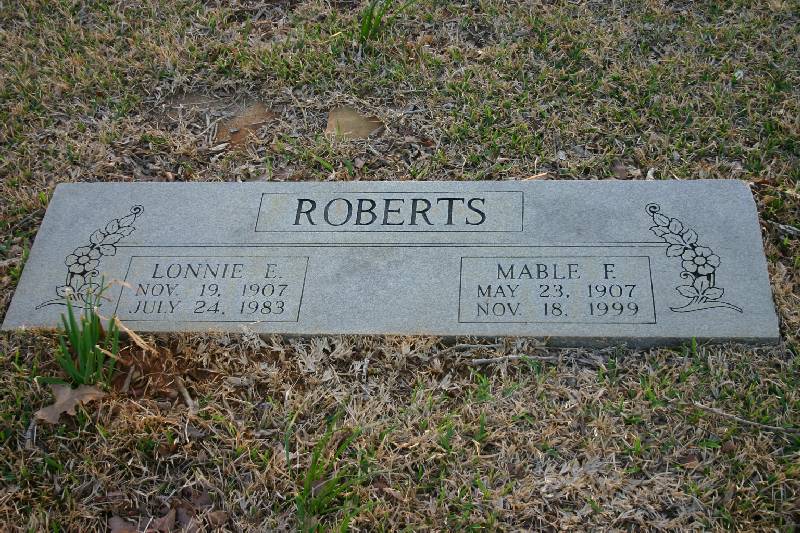 ROBERTS
LONNIE E.
NOV. 19, 1907
JULY 24, 1983
MABLE F.
MAY 23, 1907
NOV. 18, 1999